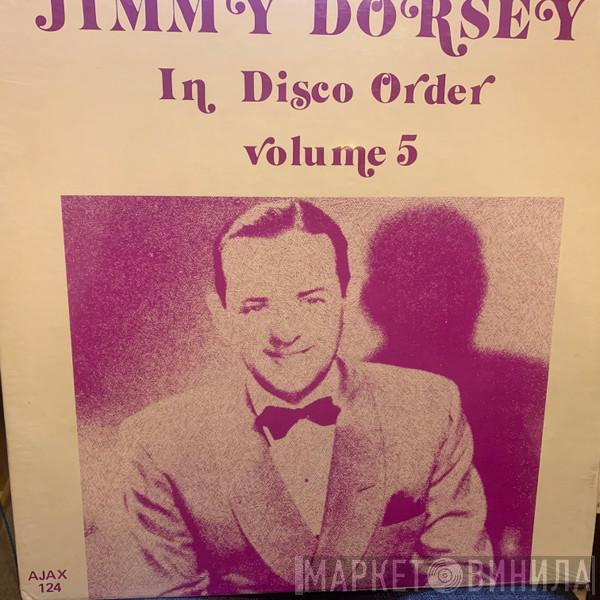 JIMMY DORSEY
In Disco Order
volume 5
AJAX
124
МАРКЕТ ВИНИЛА